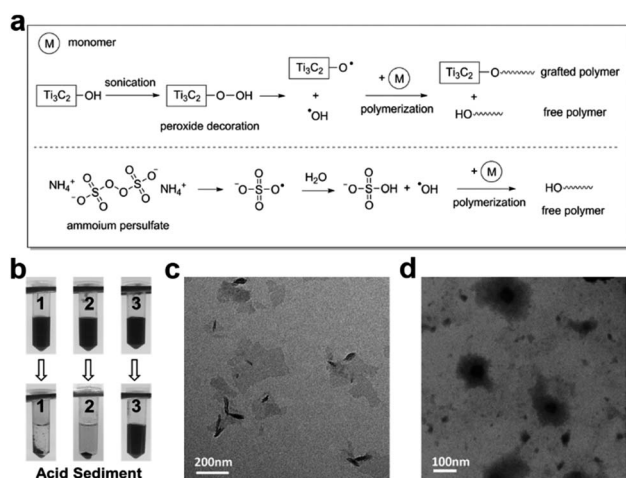 a
M monomer
Ti3C2 -OH sonication Ti3C2 -O-OH Ti3C2 -O• + •OH + M polymerization Ti3C2 -O grafted polymer
peroxide decoration + HO free polymer
NH4+ -O S O O O O S O O O- NH4+ -O S O O O• H2O -O S O O OH + •OH + M polymerization HO free polymer
ammoium persulfate
b
1 2 3
1 2 3
Acid Sediment
c
200nm
d
100nm